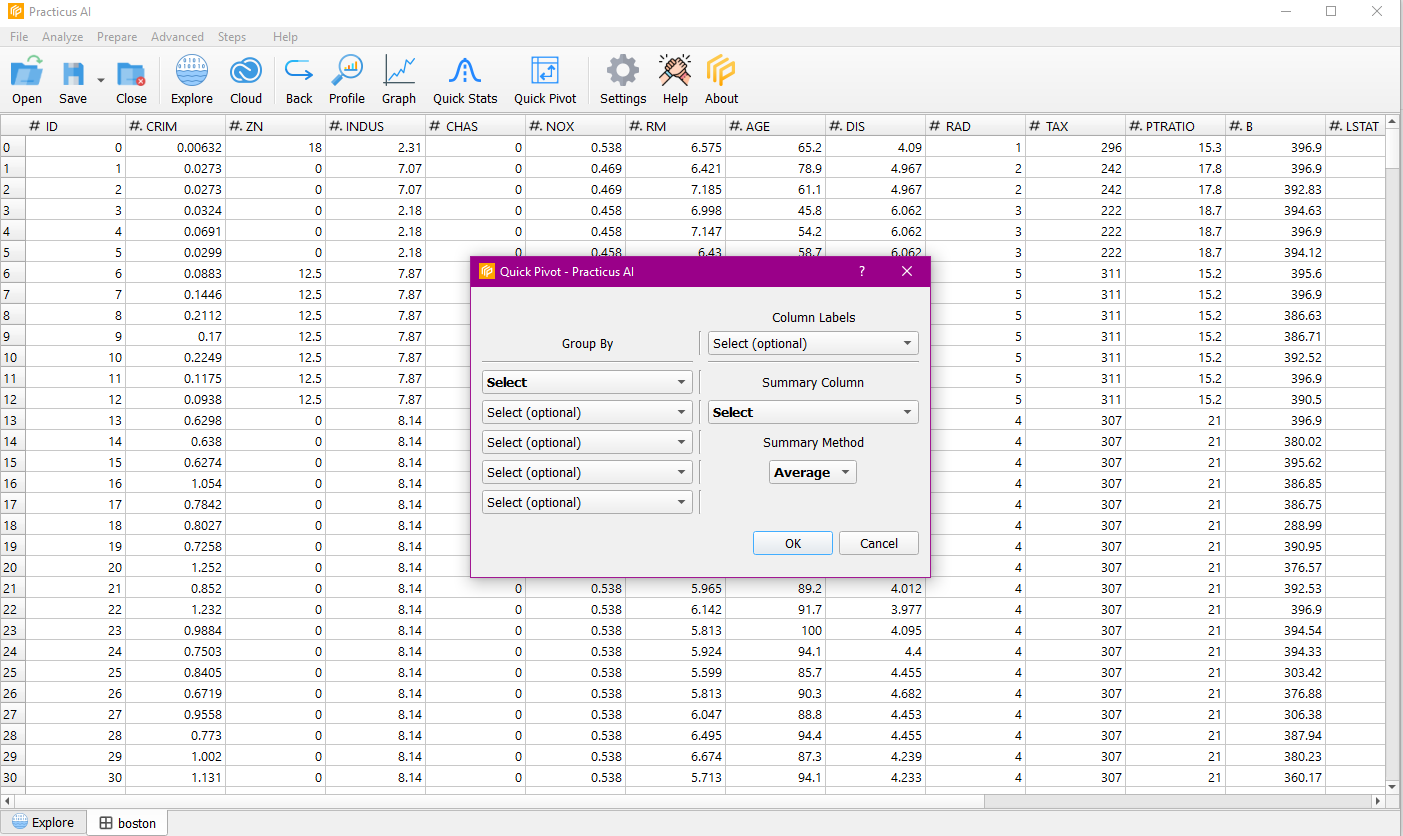 Practicus AI
File Analyze Prepare Advanced Steps Help
Open Save Close Explore Cloud Back Profile Graph Quick Stats Quick Pivot Settings Help About
# ID #. CRIM #. ZN #. INDUS # CHAS #. NOX #. RM #. AGE #. DIS # RAD # TAX #. PTRATIO #. B #. LSTAT
0 0 0.00632 18 2.31 0 0.538 6.575 65.2 4.09 1 296 15.3 396.9
1 1 0.0273 0 7.07 0 0.469 6.421 78.9 4.967 2 242 17.8 396.9
2 2 0.0273 0 7.07 0 0.469 7.185 61.1 4.967 2 242 17.8 392.83
3 3 0.0324 0 2.18 0 0.458 6.998 45.8 6.062 3 222 18.7 394.63
4 4 0.0691 0 2.18 0 0.458 7.147 54.2 6.062 3 222 18.7 396.9
5 5 0.0299 0 2.18 0 0.458 6.43 58.7 6.062 3 222 18.7 394.12
6 6 0.0883 12.5 7.87 5 311 15.2 395.6
7 7 0.1446 12.5 7.87 5 311 15.2 396.9
8 8 0.2112 12.5 7.87 5 311 15.2 386.63
9 9 0.17 12.5 7.87 5 311 15.2 386.71
10 10 0.2249 12.5 7.87 5 311 15.2 392.52
11 11 0.1175 12.5 7.87 5 311 15.2 396.9
12 12 0.0938 12.5 7.87 5 311 15.2 390.5
13 13 0.6298 0 8.14 4 307 21 396.9
14 14 0.638 0 8.14 4 307 21 380.02
15 15 0.6274 0 8.14 4 307 21 395.62
16 16 1.054 0 8.14 4 307 21 386.85
17 17 0.7842 0 8.14 4 307 21 386.75
18 18 0.8027 0 8.14 4 307 21 288.99
19 19 0.7258 0 8.14 4 307 21 390.95
20 20 1.252 0 8.14 4 307 21 376.57
21 21 0.852 0 8.14 0 0.538 5.965 89.2 4.012 4 307 21 392.53
22 22 1.232 0 8.14 0 0.538 6.142 91.7 3.977 4 307 21 396.9
23 23 0.9884 0 8.14 0 0.538 5.813 100 4.095 4 307 21 394.54
24 24 0.7503 0 8.14 0 0.538 5.924 94.1 4.4 4 307 21 394.33
25 25 0.8405 0 8.14 0 0.538 5.599 85.7 4.455 4 307 21 303.42
26 26 0.6719 0 8.14 0 0.538 5.813 90.3 4.682 4 307 21 376.88
27 27 0.9558 0 8.14 0 0.538 6.047 88.8 4.453 4 307 21 306.38
28 28 0.773 0 8.14 0 0.538 6.495 94.4 4.455 4 307 21 387.94
29 29 1.002 0 8.14 0 0.538 6.674 87.3 4.239 4 307 21 380.23
30 30 1.131 0 8.14 0 0.538 5.713 94.1 4.233 4 307 21 360.17
Quick Pivot - Practicus AI ?
Column Labels
Group By Select (optional)
Select Summary Column
Select (optional) Select
Select (optional) Summary Method
Select (optional) Average
Select (optional)
OK Cancel
Explore boston